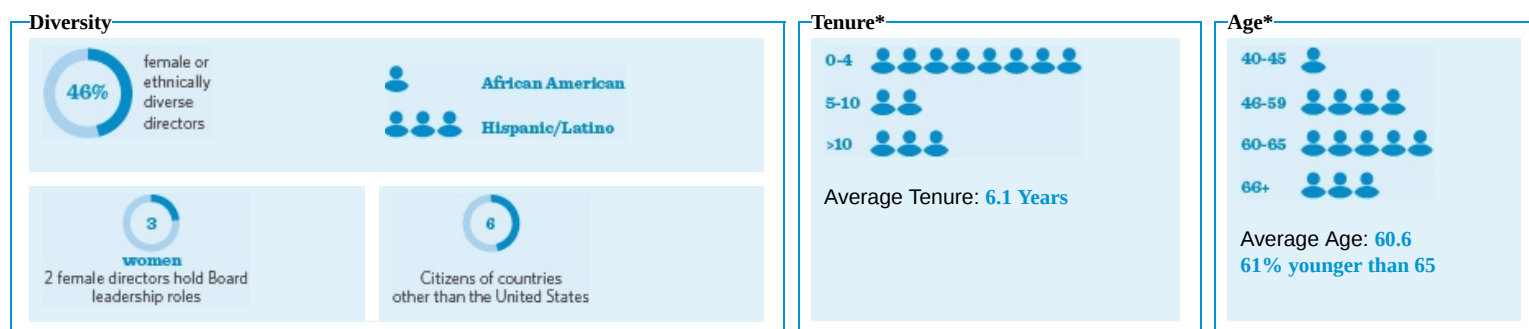 Diversity
46%
female or
ethnically
diverse
directors
African American
Hispanic/Latino
3
women
2 female directors hold Board
leadership roles
6
Citizens of countries
other than the United States
Tenure*
0-4
5-10
>10
Average Tenure: 6.1 Years
Age*
40-45
46-59
60-65
66+
Average Age: 60.6
61% younger than 65